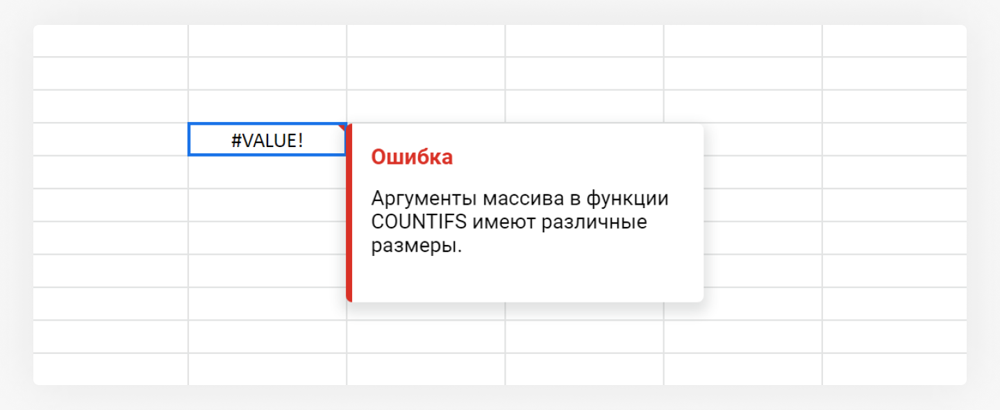 #VALUE!
Ошибка
Аргументы массива в функции
COUNTIFS имеют различные
размеры.